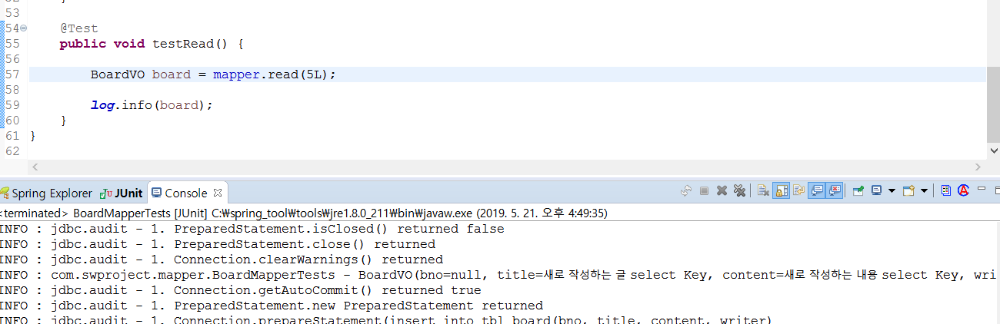 53
54 @Test
55 public void testRead() {
56
57 BoardVO board = mapper.read(5L);
58
59 log.info(board);
60 }
61 }
62
Spring Explorer JUnit Console
<terminated> BoardMapperTests [JUnit] C:\spring_tool\tools\jre1.8.0_211\bin\javaw.exe (2019. 5. 21. 오후 4:49:35)
INFO : jdbc.audit - 1. PreparedStatement.isClosed() returned false
INFO : jdbc.audit - 1. PreparedStatement.close() returned
INFO : jdbc.audit - 1. Connection.clearWarnings() returned
INFO : com.swproject.mapper.BoardMapperTests - BoardVO(bno=null, title=새로 작성하는 글 select Key, content=새로 작성하는 내용 select Key, wri
INFO : jdbc.audit - 1. Connection.getAutoCommit() returned true
INFO : jdbc.audit - 1. PreparedStatement.new PreparedStatement returned
INFO : jdbc.audit - 1. Connection.prepareStatement(insert into tbl_board(bno, title, content, writer)